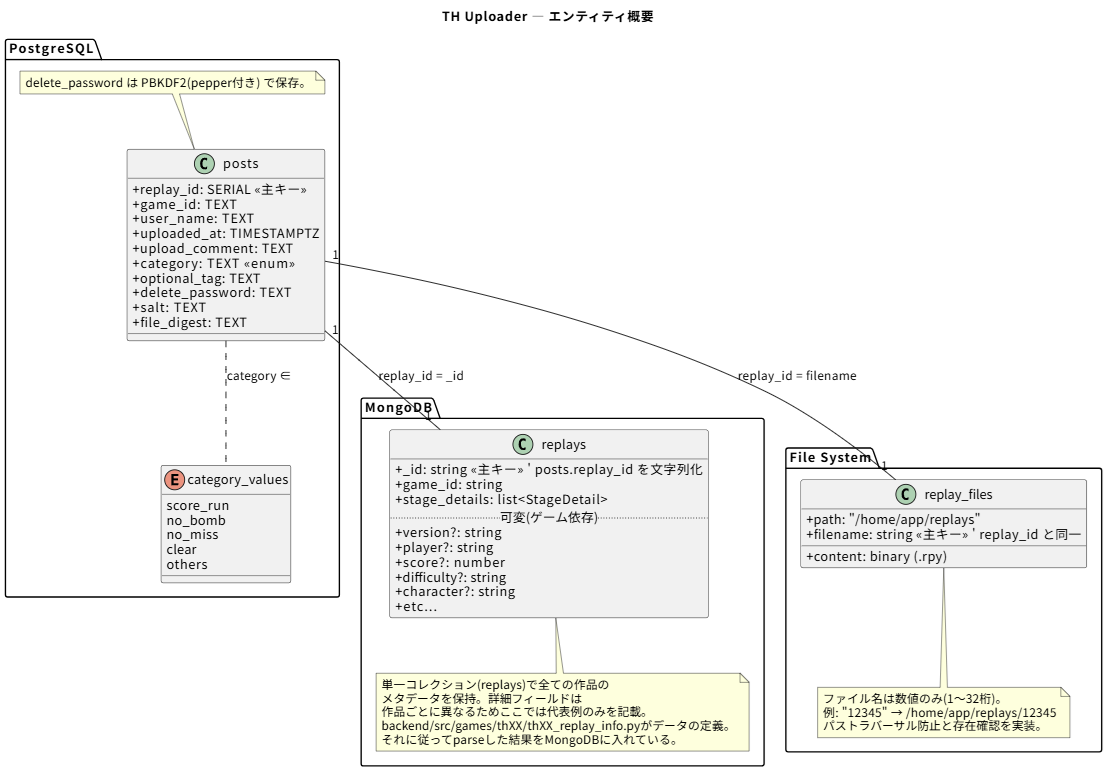 TH Uploader — エンティティ概要
PostgreSQL
delete_password は PBKDF2(pepper付き) で保存。
C posts
+replay_id: SERIAL «主キー»
+game_id: TEXT
+user_name: TEXT
+uploaded_at: TIMESTAMPTZ
+upload_comment: TEXT
+category: TEXT «enum»
+optional_tag: TEXT
+delete_password: TEXT
+salt: TEXT
+file_digest: TEXT
1
1
category ∈
replay_id = _id
replay_id = filename
E category_values
score_run
no_bomb
no_miss
clear
others
MongoDB
1
C replays
+_id: string «主キー» ' posts.replay_id を文字列化
+game_id: string
+stage_details: list<StageDetail>
可変(ゲーム依存)
+version?: string
+player?: string
+score?: number
+difficulty?: string
+character?: string
+etc...
単一コレクション(replays)で全ての作品の
メタデータを保持。詳細フィールドは
作品ごとに異なるためここでは代表例のみを記載。
backend/src/games/thXX/thXX_replay_info.pyがデータの定義。
それに従ってparseした結果をMongoDBに入れている。
File System
1
C replay_files
+path: "/home/app/replays"
+filename: string «主キー» ' replay_id と同一
+content: binary (.rpy)
ファイル名は数値のみ(1〜32桁)。
例: "12345" → /home/app/replays/12345
パストラバーサル防止と存在確認を実装。